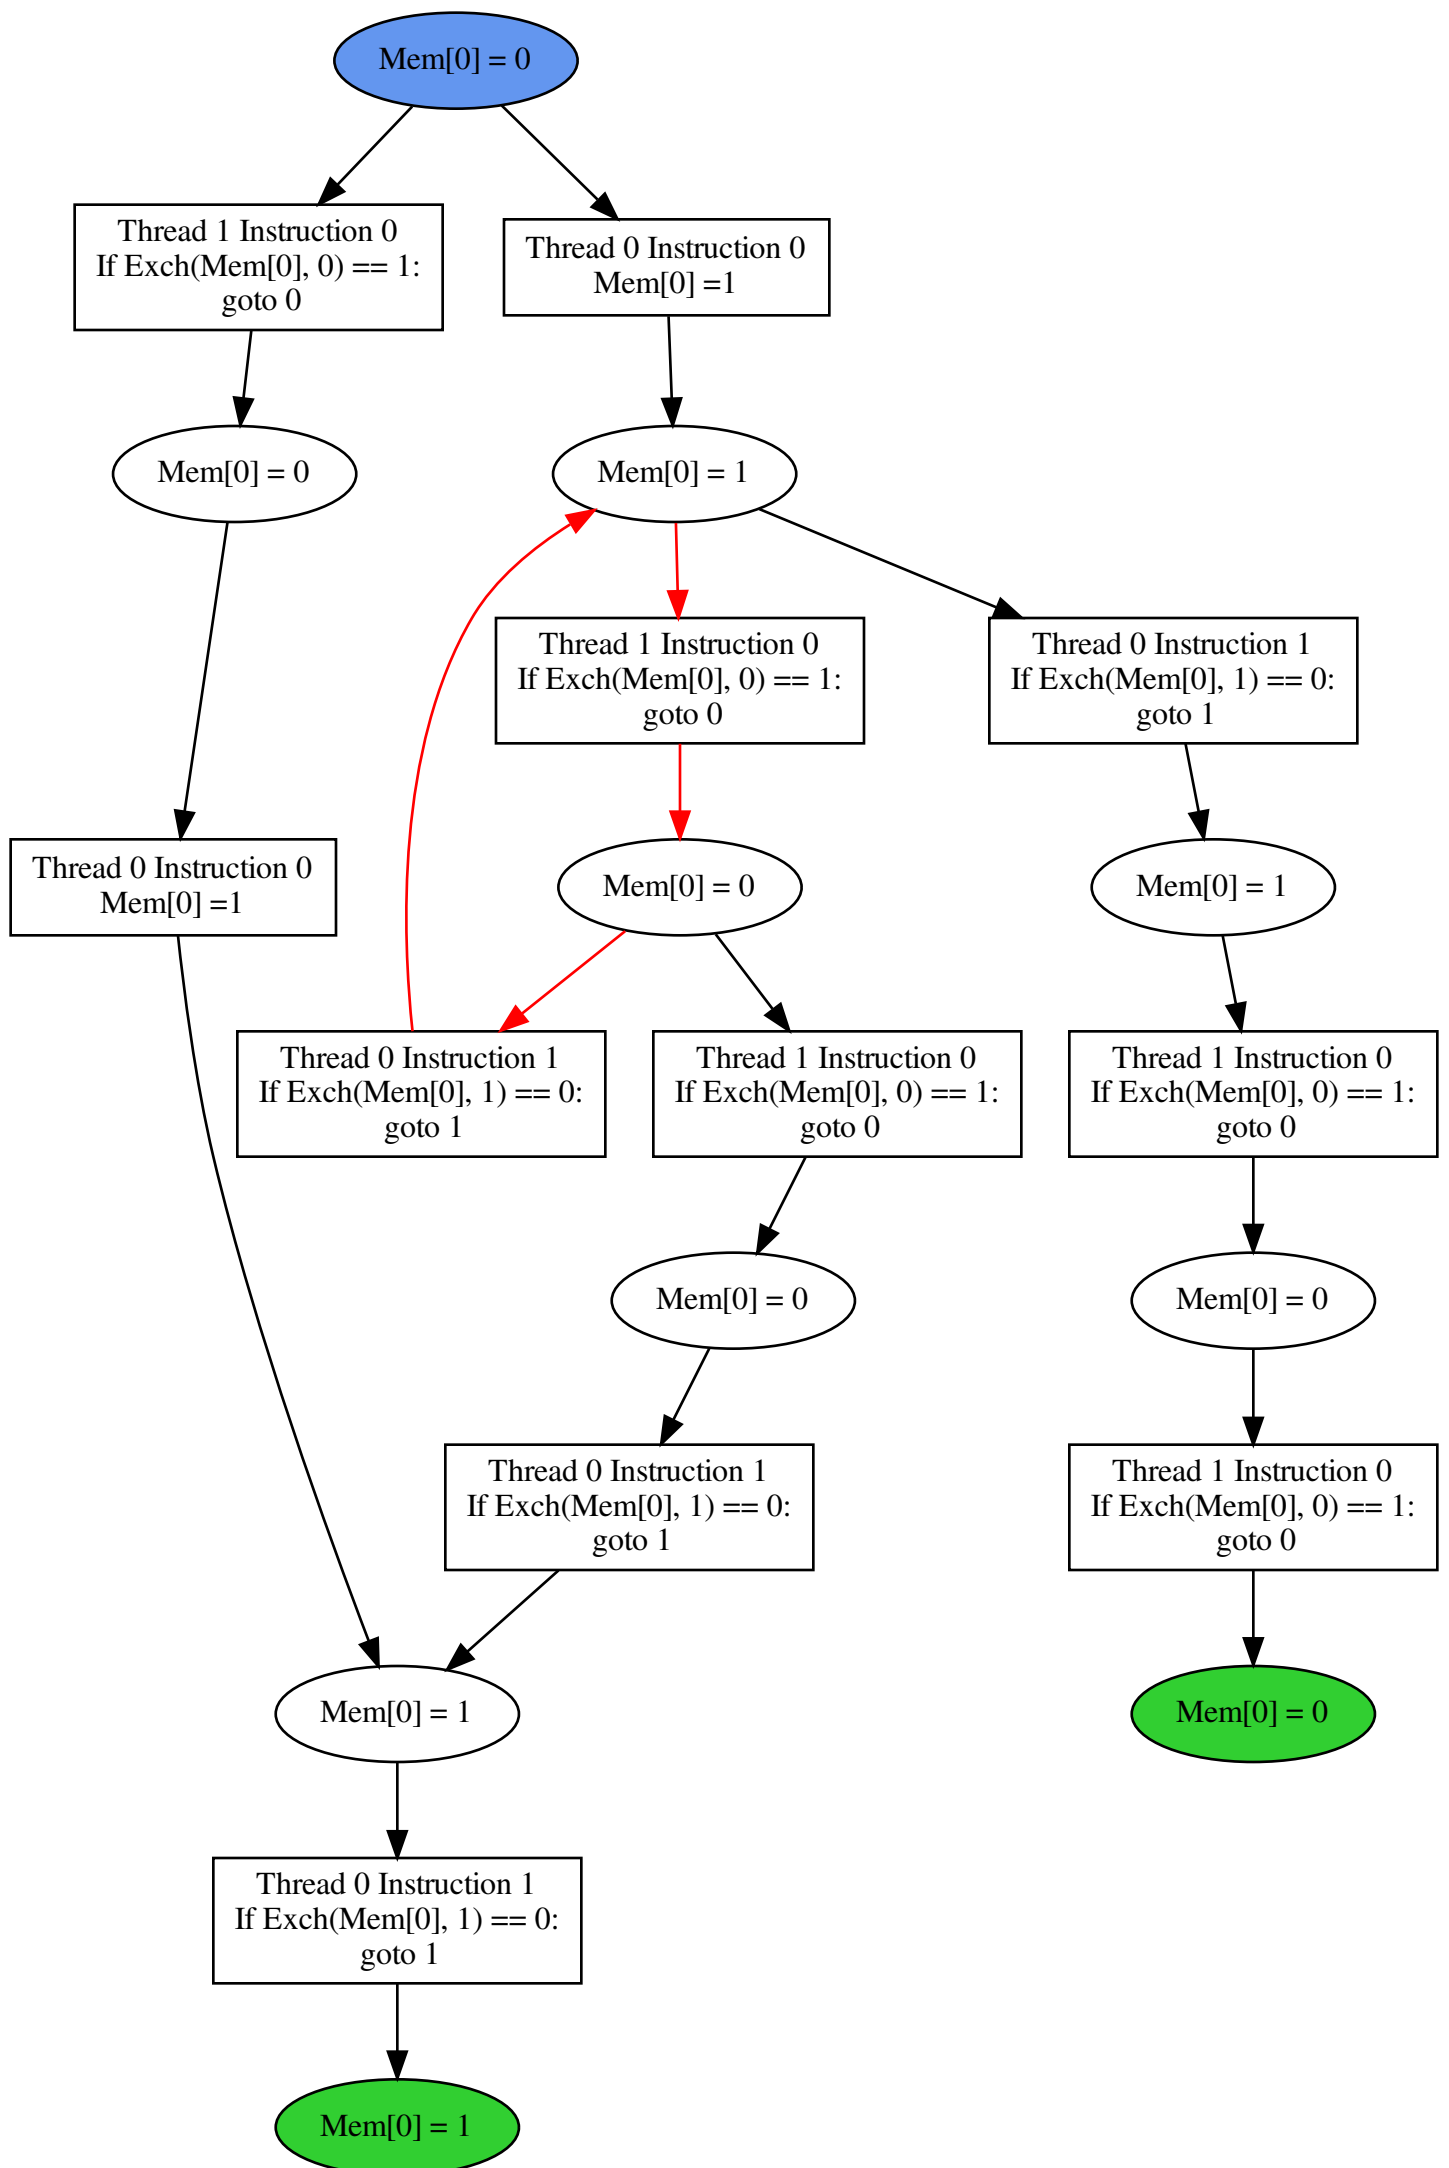 Mem[0] = 0
Thread 1 Instruction 0
If Exch(Mem[0], 0) == 1:
goto 0
Thread 0 Instruction 0
Mem[0] =1
Mem[0] = 0
Mem[0] = 1
Thread 1 Instruction 0
If Exch(Mem[0], 0) == 1:
goto 0
Thread 0 Instruction 1
If Exch(Mem[0], 1) == 0:
goto 1
Thread 0 Instruction 0
Mem[0] =1
Mem[0] = 0
Mem[0] = 1
Thread 0 Instruction 1
If Exch(Mem[0], 1) == 0:
goto 1
Thread 1 Instruction 0
If Exch(Mem[0], 0) == 1:
goto 0
Thread 1 Instruction 0
If Exch(Mem[0], 0) == 1:
goto 0
Mem[0] = 0
Mem[0] = 0
Thread 0 Instruction 1
If Exch(Mem[0], 1) == 0:
goto 1
Thread 1 Instruction 0
If Exch(Mem[0], 0) == 1:
goto 0
Mem[0] = 1
Mem[0] = 0
Thread 0 Instruction 1
If Exch(Mem[0], 1) == 0:
goto 1
Mem[0] = 1